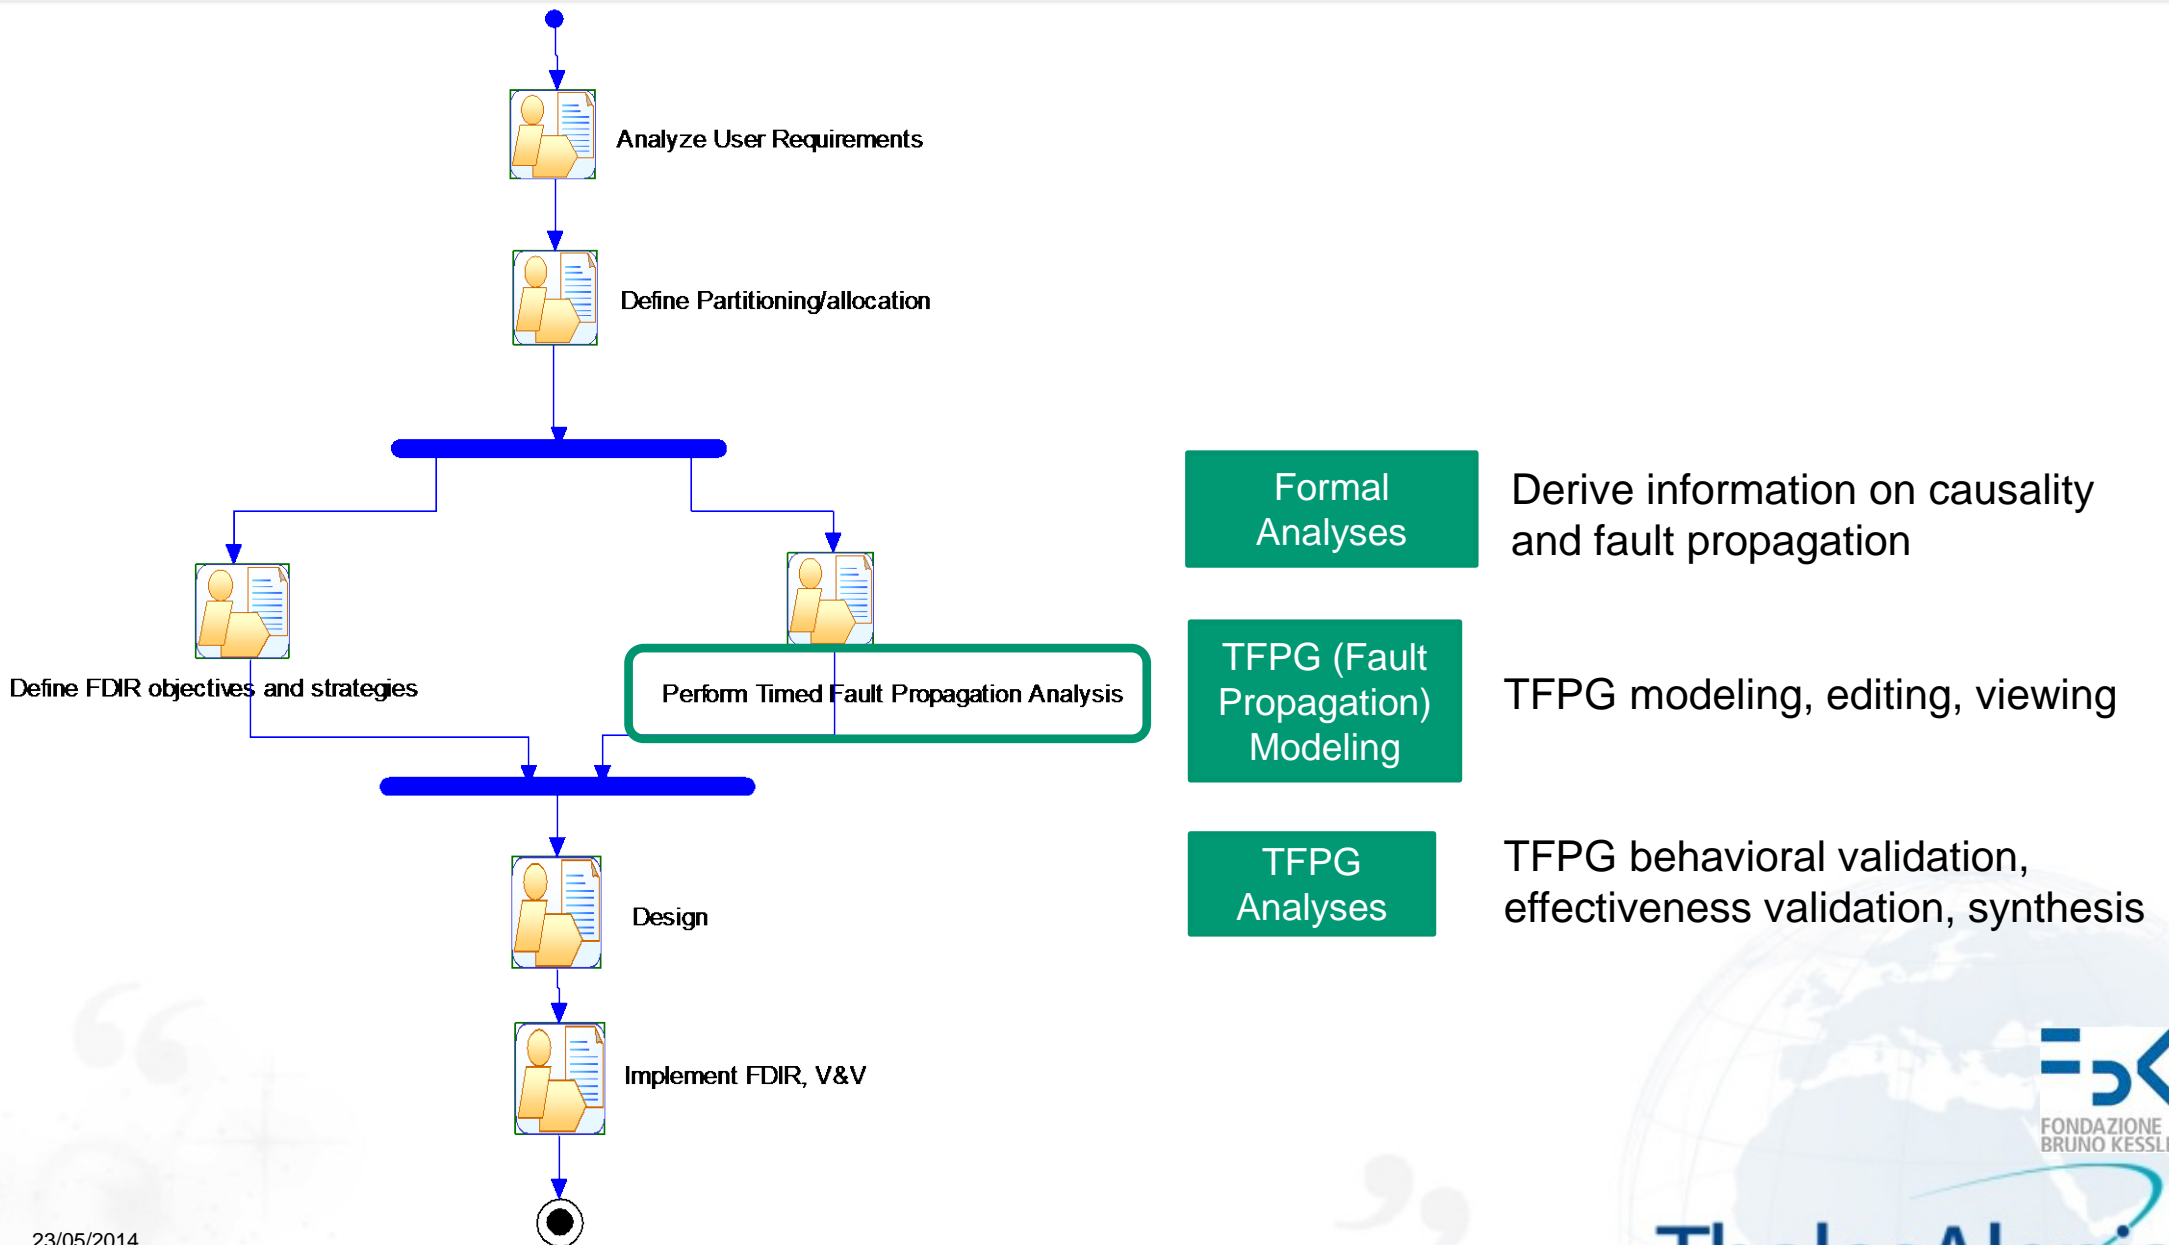 Analyze User Requirements
Define Partitioning/allocation
Define FDIR objectives and strategies
Perform Timed Fault Propagation Analysis
Design
Implement FDIR, V&V
Formal
Analyses
Derive information on causality
and fault propagation
TFPG (Fault
Propagation)
Modeling
TFPG modeling, editing, viewing
TFPG
Analyses
TFPG behavioral validation,
effectiveness validation, synthesis
FONDAZIONE
BRUNO
23/05/2014